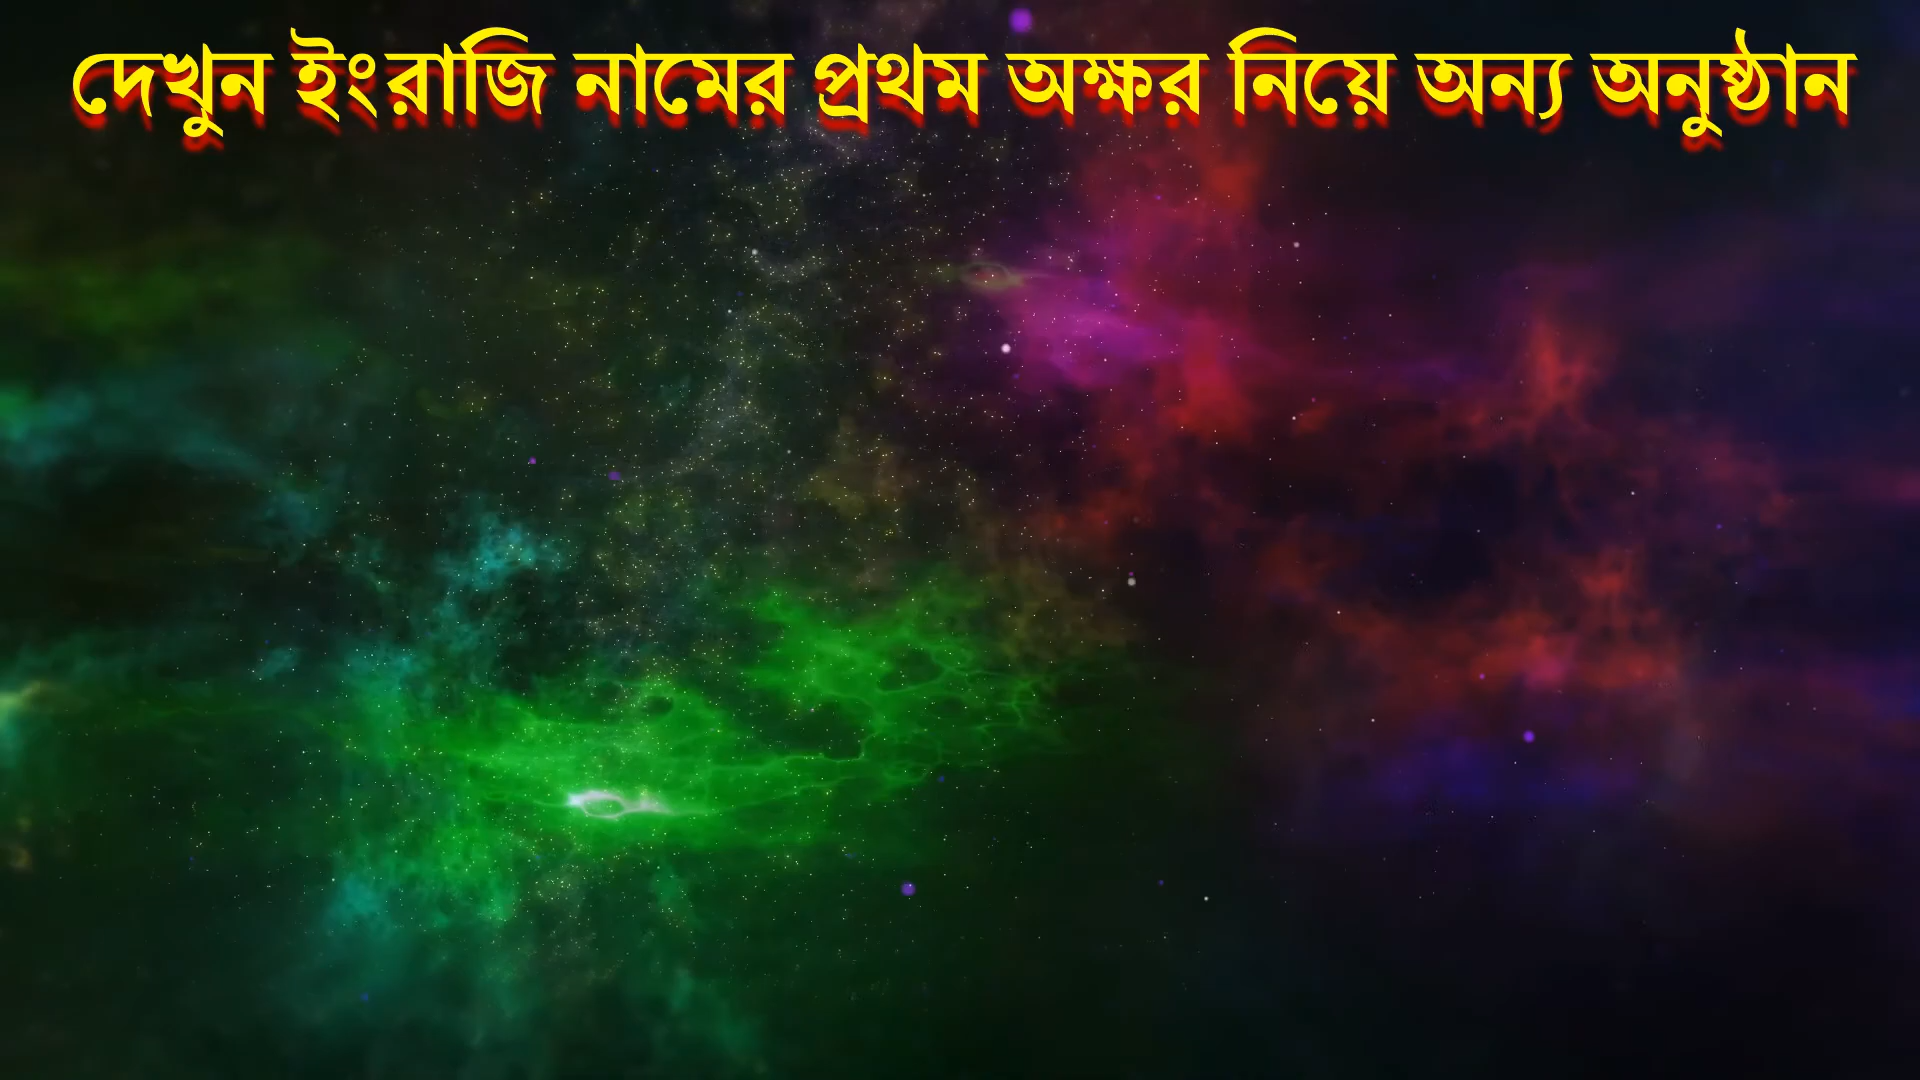 দেখুন ইংরাজি নামের প্রথম অক্ষর নিয়ে অন্য অনুষ্ঠান